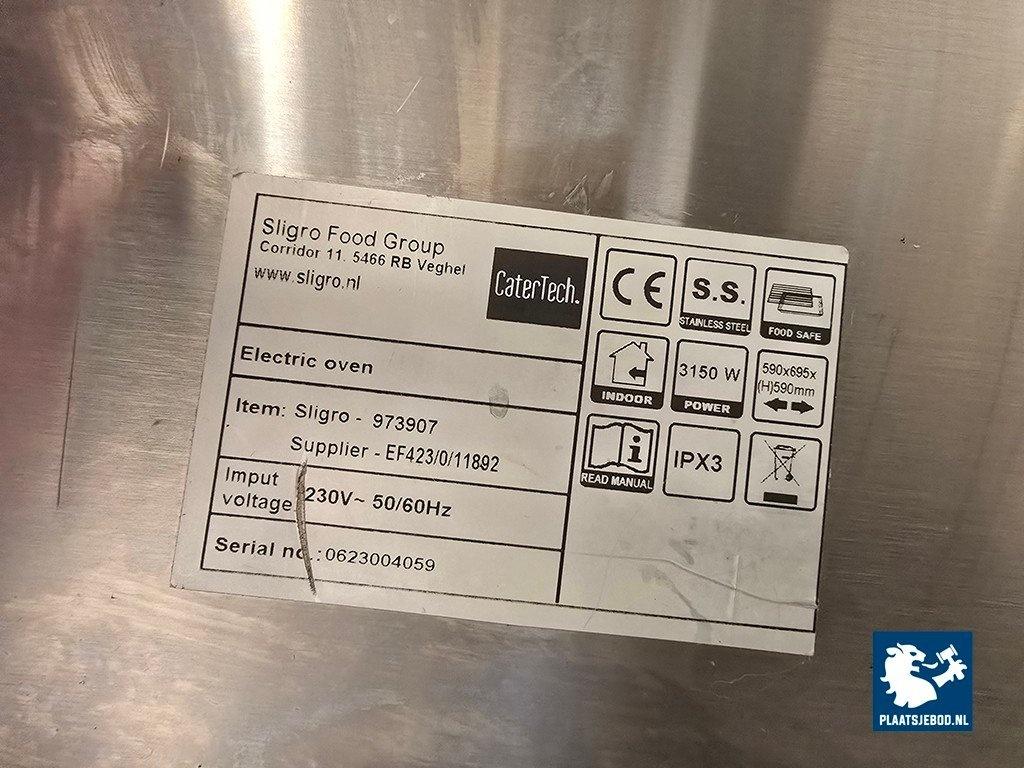 Sligro Food Group
Corridor 11. 5466 RB Veghel
www.sligro.nl
CaterTech.
Electric oven
Item: Sligro - 973907
Supplier - EF423/0/11892
Imput
voltage 230V~ 50/60Hz
Serial no.: 0623004059
CE
S.S.
STAINLESS STEEL
FOOD SAFE
INDOOR
3150 W
POWER
590x695x
(H)590mm
i
READ MANUAL
IPX3
PLAATSJEBOD.NL